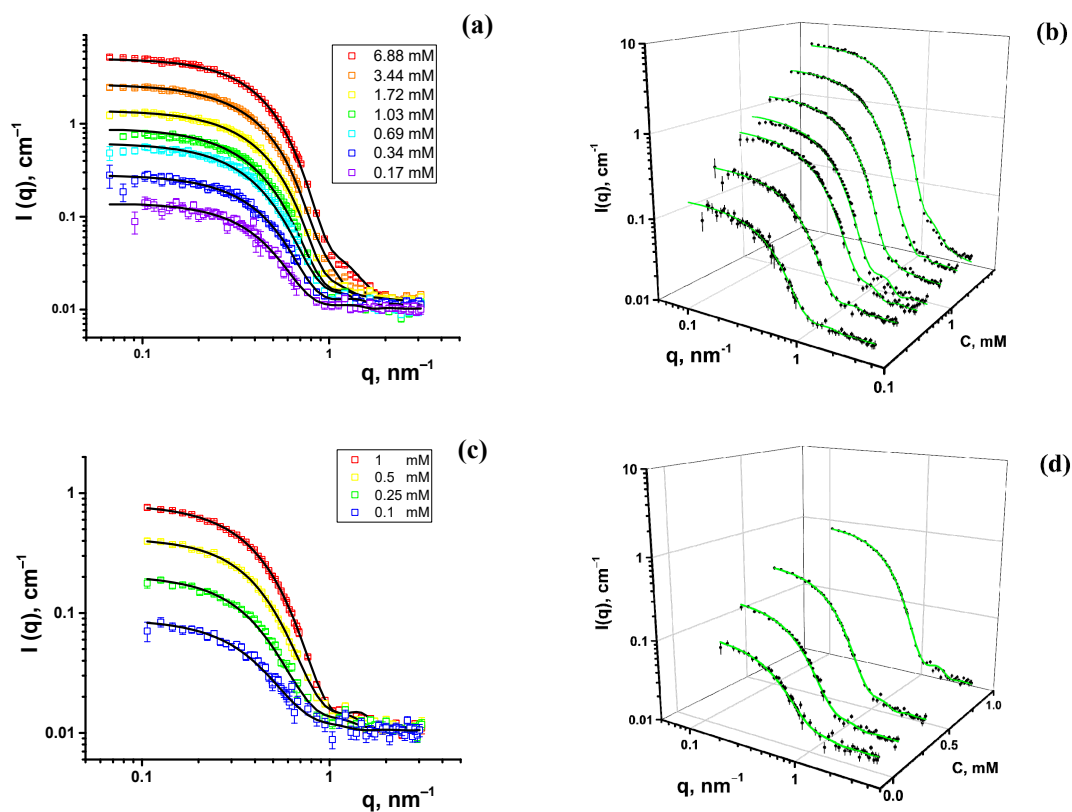 (a)
6.88 mM
3.44 mM
1.72 mM
1.03 mM
0.69 mM
0.34 mM
0.17 mM
I (q), cm⁻¹
1
0.1
0.01
0.1
1
q, nm⁻¹
(b)
10
1
0.1
0.01
I(q), cm⁻¹
0.1
1
q, nm⁻¹
0.1
1
C, mM
(c)
1 mM
0.5 mM
0.25 mM
0.1 mM
I (q), cm⁻¹
1
0.1
0.01
0.1
1
q, nm⁻¹
(d)
10
1
0.1
0.01
I(q), cm⁻¹
0.1
1
q, nm⁻¹
0.0
0.5
1.0
C, mM